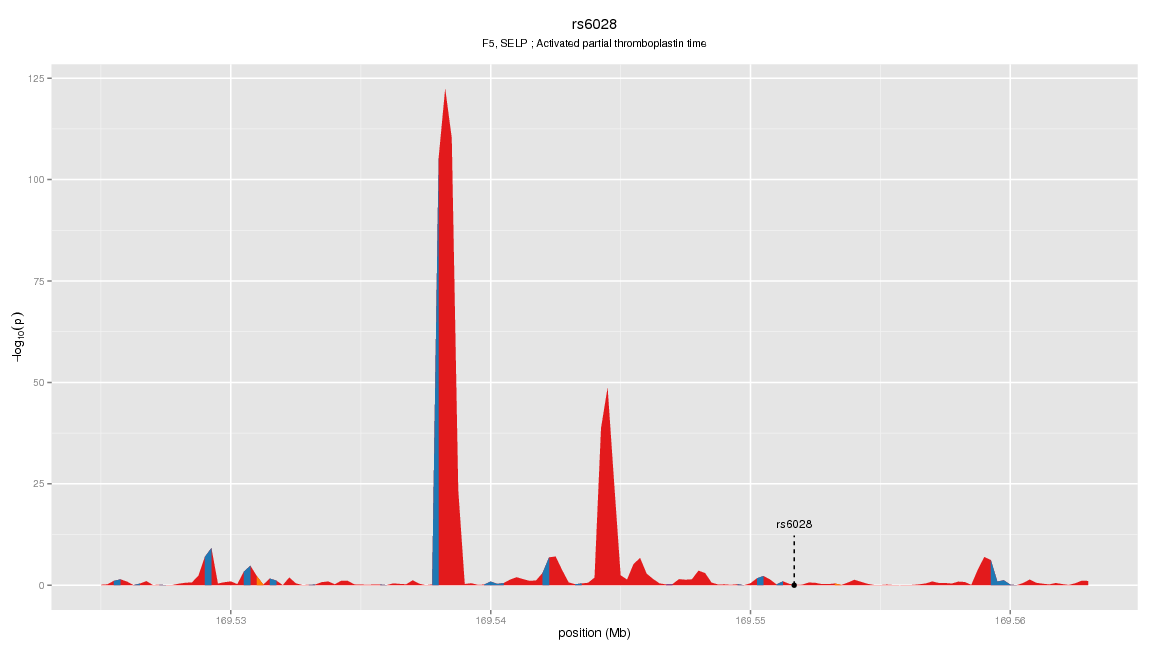 rs6028
F5, SELP ; Activated partial thromboplastin time
125
100
75
50
25
0
−log10(p)
rs6028
169.53
169.54
169.55
169.56
position (Mb)